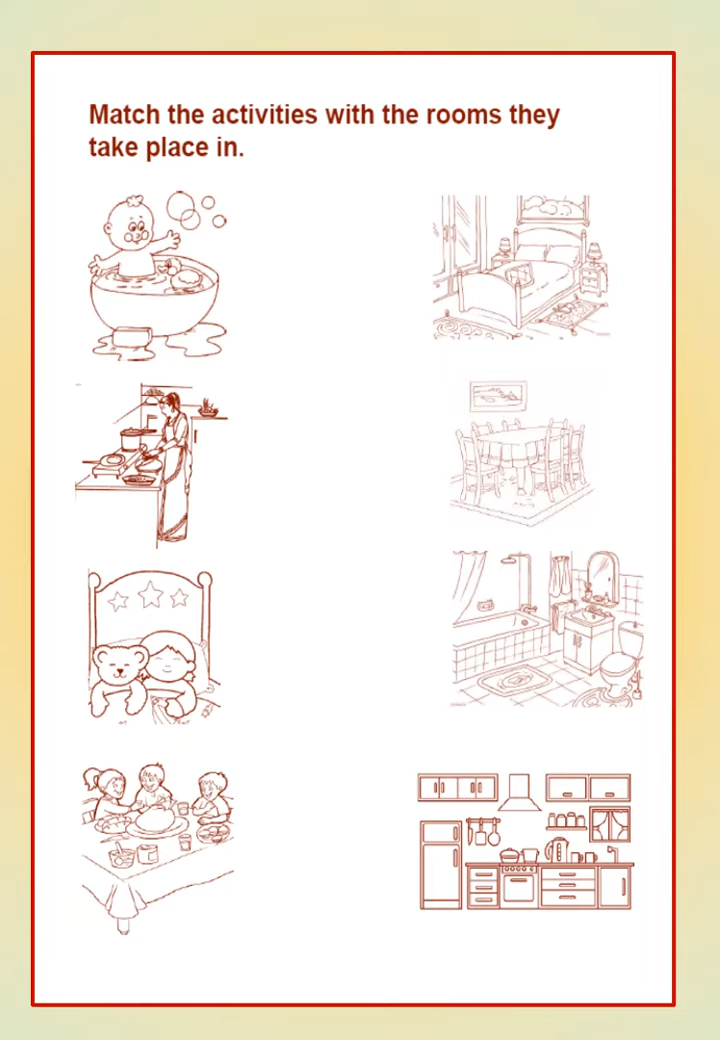 Match the activities with the rooms they
take place in.